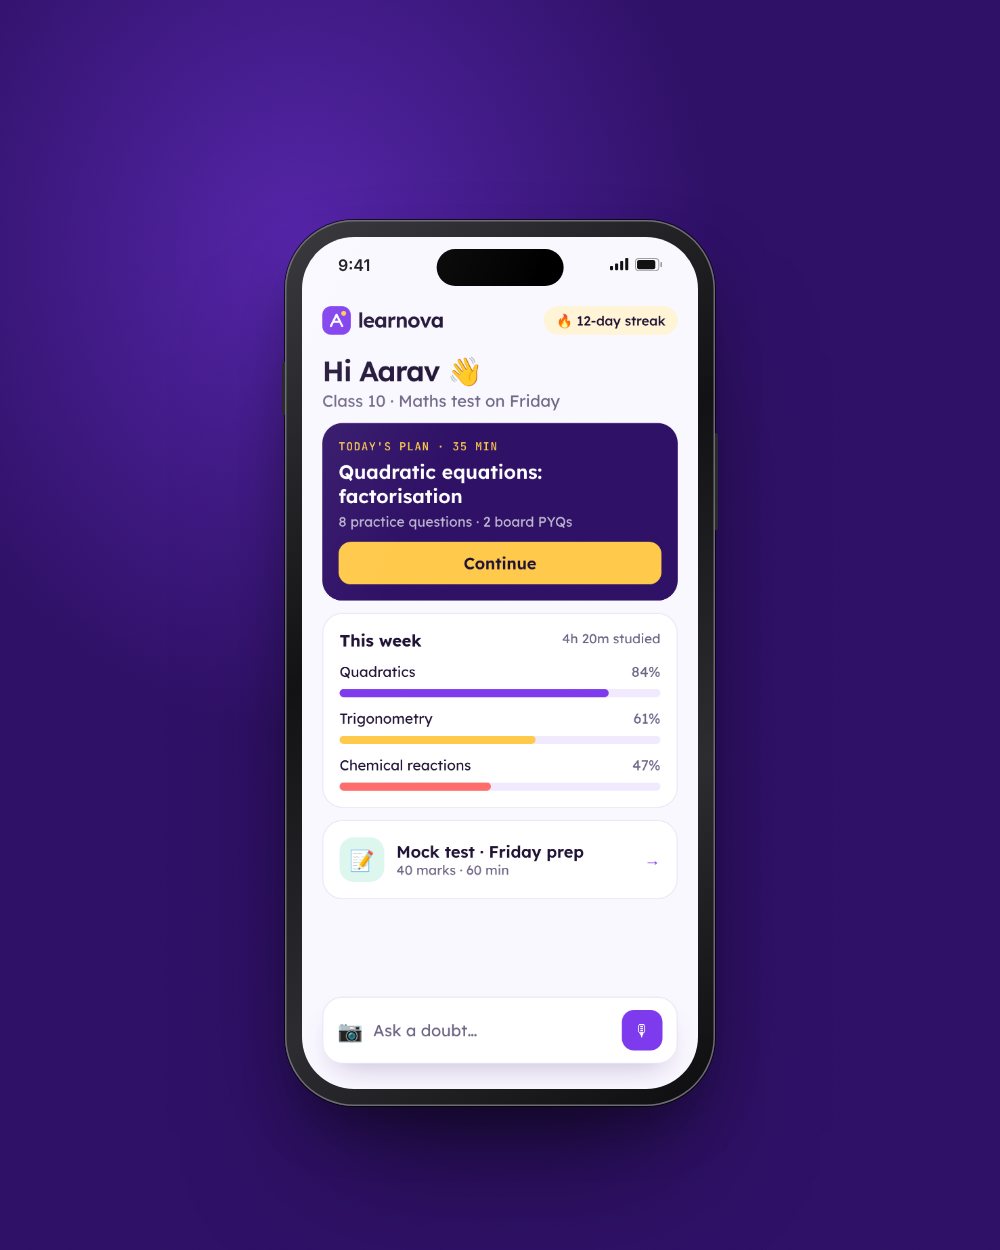 9:41
learnova
🔥 12-day streak
Hi Aarav 👋
Class 10 · Maths test on Friday
TODAY'S PLAN · 35 MIN
Quadratic equations:
factorisation
8 practice questions · 2 board PYQs
Continue
This week 4h 20m studied
Quadratics 84%
Trigonometry 61%
Chemical reactions 47%
Mock test · Friday prep
40 marks · 60 min
→
Ask a doubt…